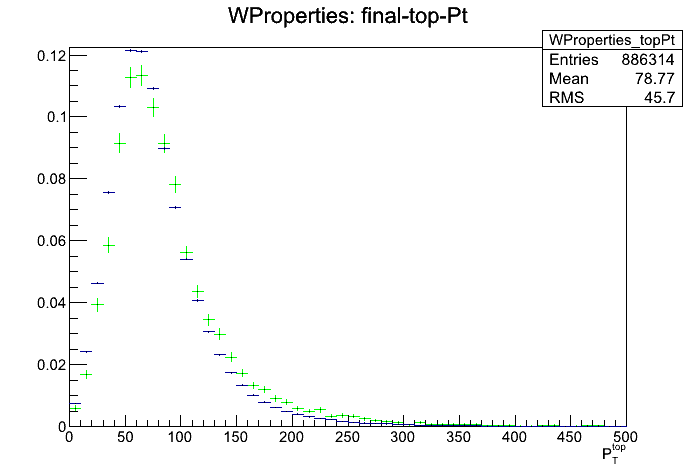 WProperties: final-top-Pt
WProperties_topPt
Entries 886314
Mean 78.77
RMS 45.7
0.12
0.1
0.08
0.06
0.04
0.02
0
0 50 100 150 200 250 300 350 400 450 500
P_T^top